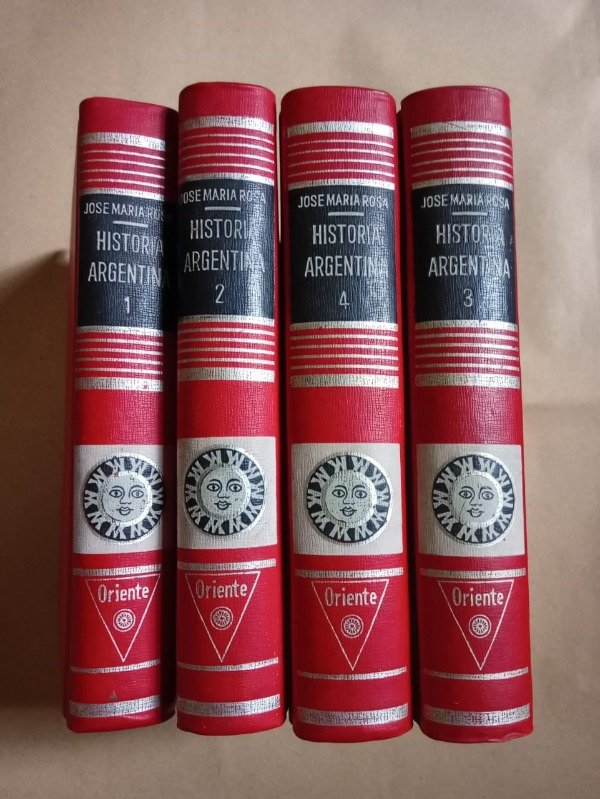 JOSE MARIA ROSA
HISTORIA
ARGENTINA
1
Oriente
JOSE MARIA ROSA
HISTORIA
ARGENTINA
2
Oriente
JOSE MARIA ROSA
HISTORIA
ARGENTINA
4
Oriente
JOSE MARIA ROSA
HISTORIA
ARGENTINA
3
Oriente